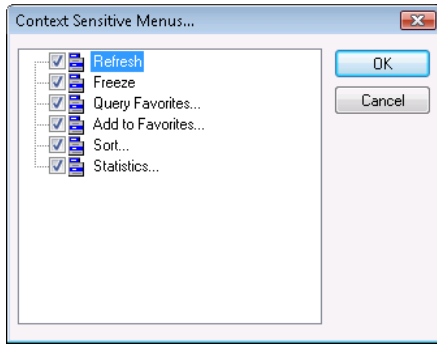 Context Sensitive Menus...
Refresh
Freeze
Query Favorites...
Add to Favorites...
Sort...
Statistics...
OK
Cancel